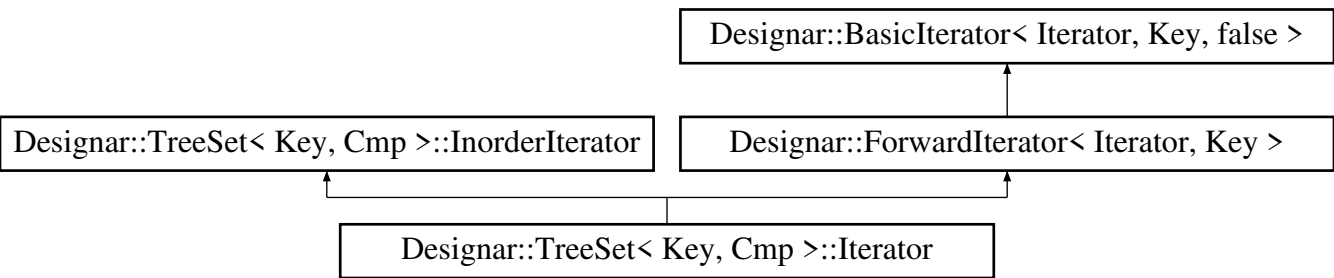 Designar::BasicIterator< Iterator, Key, false >
Designar::TreeSet< Key, Cmp >::InorderIterator
Designar::ForwardIterator< Iterator, Key >
Designar::TreeSet< Key, Cmp >::Iterator